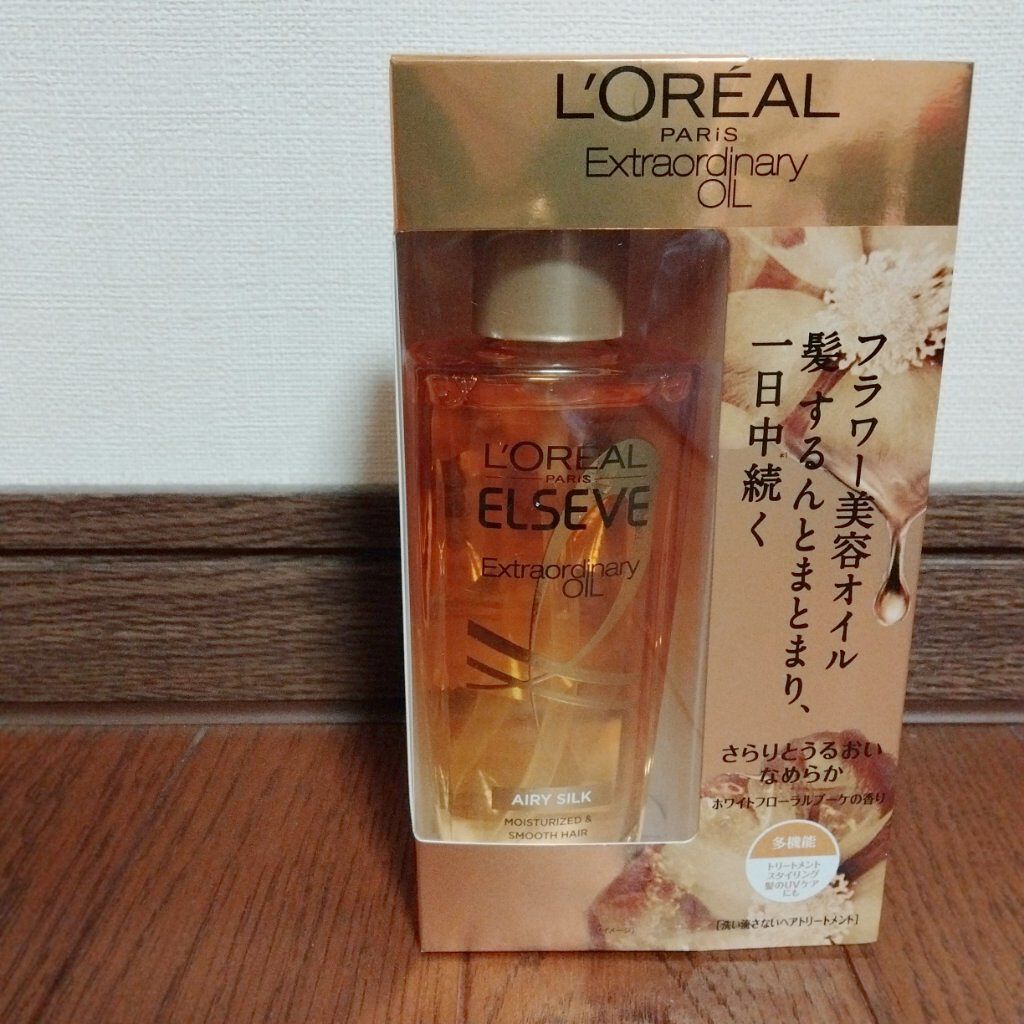 L'ORÉAL
PARIS
Extraordinary
OIL
L'ORÉAL
PARIS
ELSEVE
Extraordinary
OIL
AIRY SILK
MOISTURIZED &
SMOOTH HAIR
フラワー美容オイル
髪するんとまとまり、
一日中続く
さらりとうるおい
なめらか
ホワイトフローラルブーケの香り
多機能
トリートメント
スタイリング
髪のUVケア
にも
[洗い流さないヘアトリートメント]